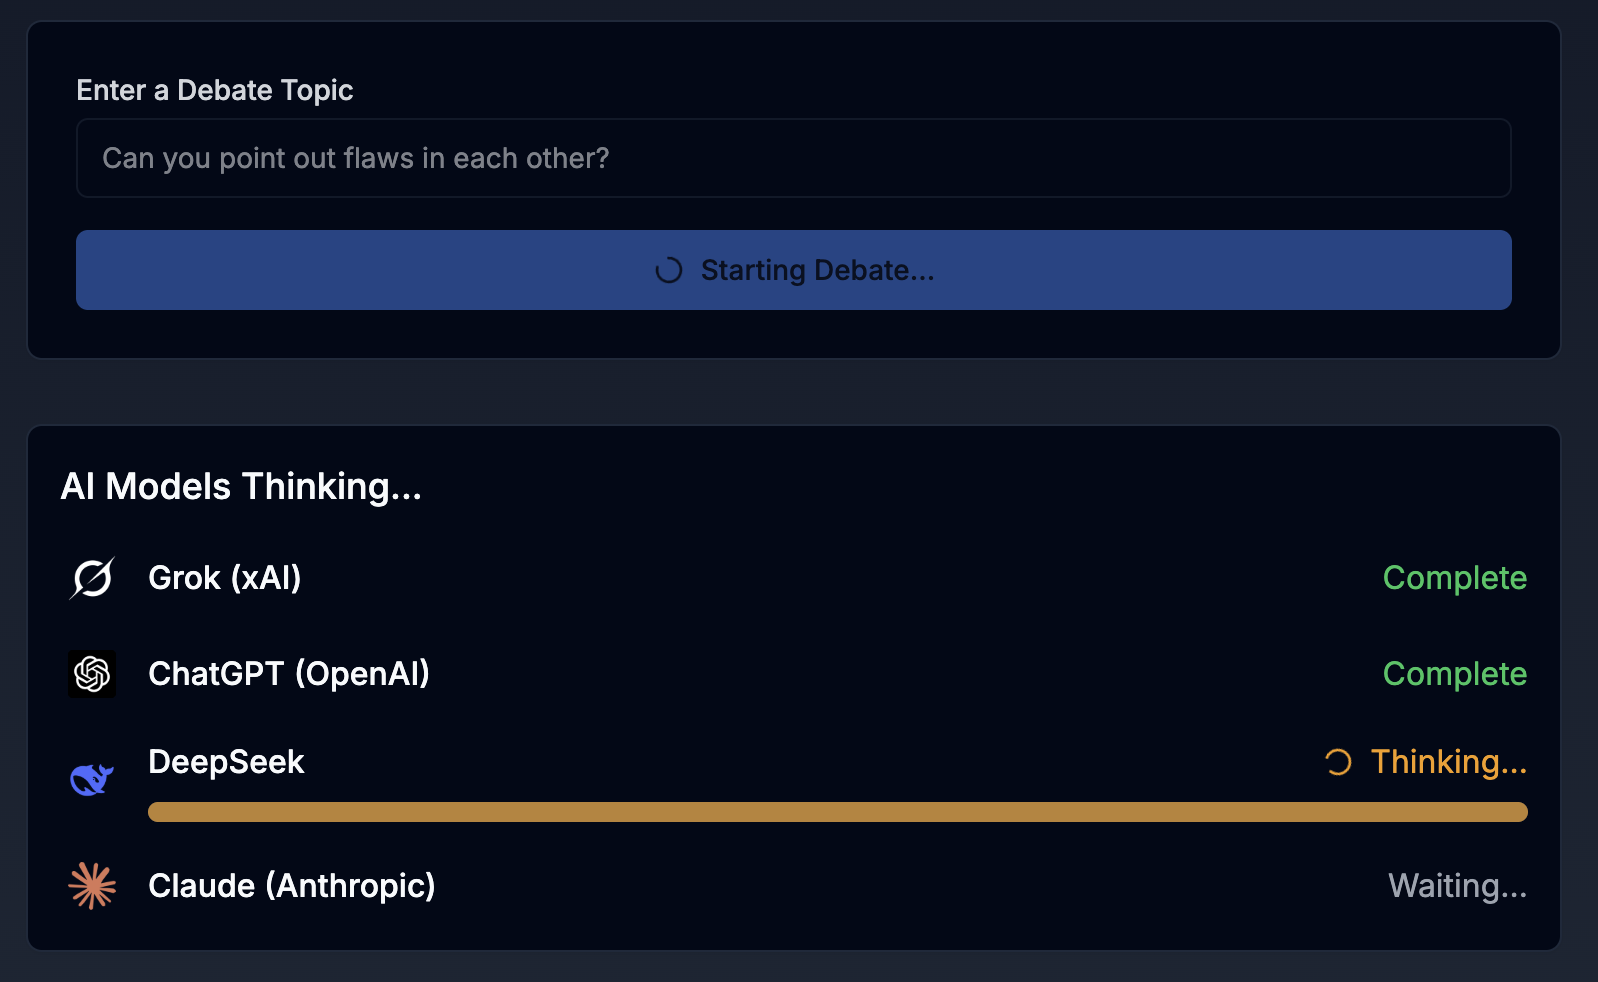 Enter a Debate Topic
Can you point out flaws in each other?
Starting Debate...
AI Models Thinking...
Grok (xAI)
Complete
ChatGPT (OpenAI)
Complete
DeepSeek
Thinking...
Claude (Anthropic)
Waiting...